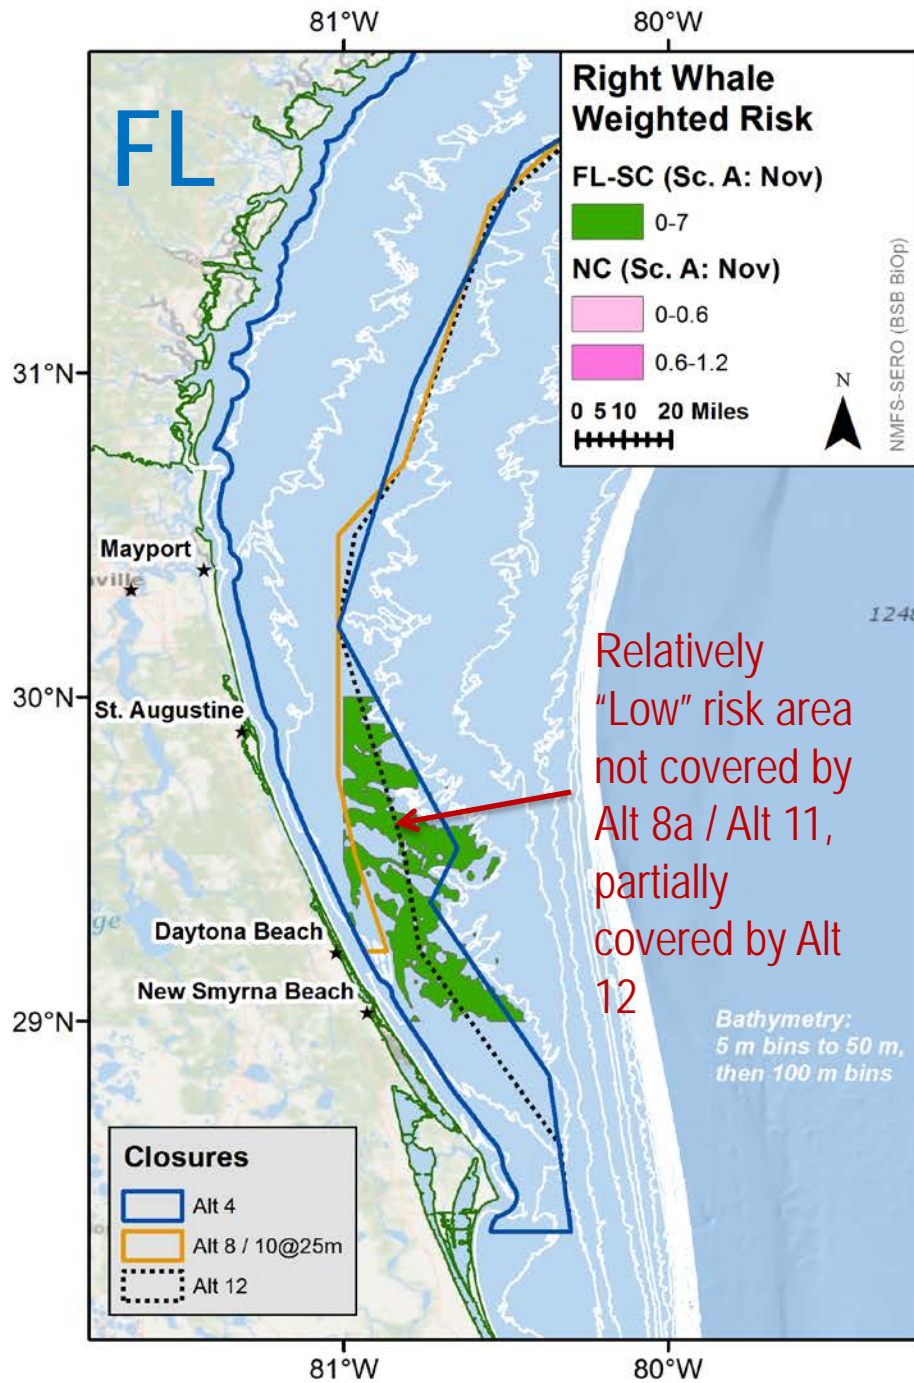 81°W
80°W
FL
Right Whale
Weighted Risk
FL-SC (Sc. A: Nov)
0-7
NC (Sc. A: Nov)
0-0.6
0.6-1.2
0 5 10 20 Miles
N
NMFS-SERO (BSB BiOp)
31°N
Mayport
ville
1248
St. Augustine
30°N
Relatively
“Low” risk area
not covered by
Alt 8a / Alt 11,
partially
covered by Alt
12
Daytona Beach
New Smyrna Beach
29°N
Bathymetry:
5 m bins to 50 m,
then 100 m bins
Closures
Alt 4
Alt 8 / 10@25m
Alt 12
81°W
80°W